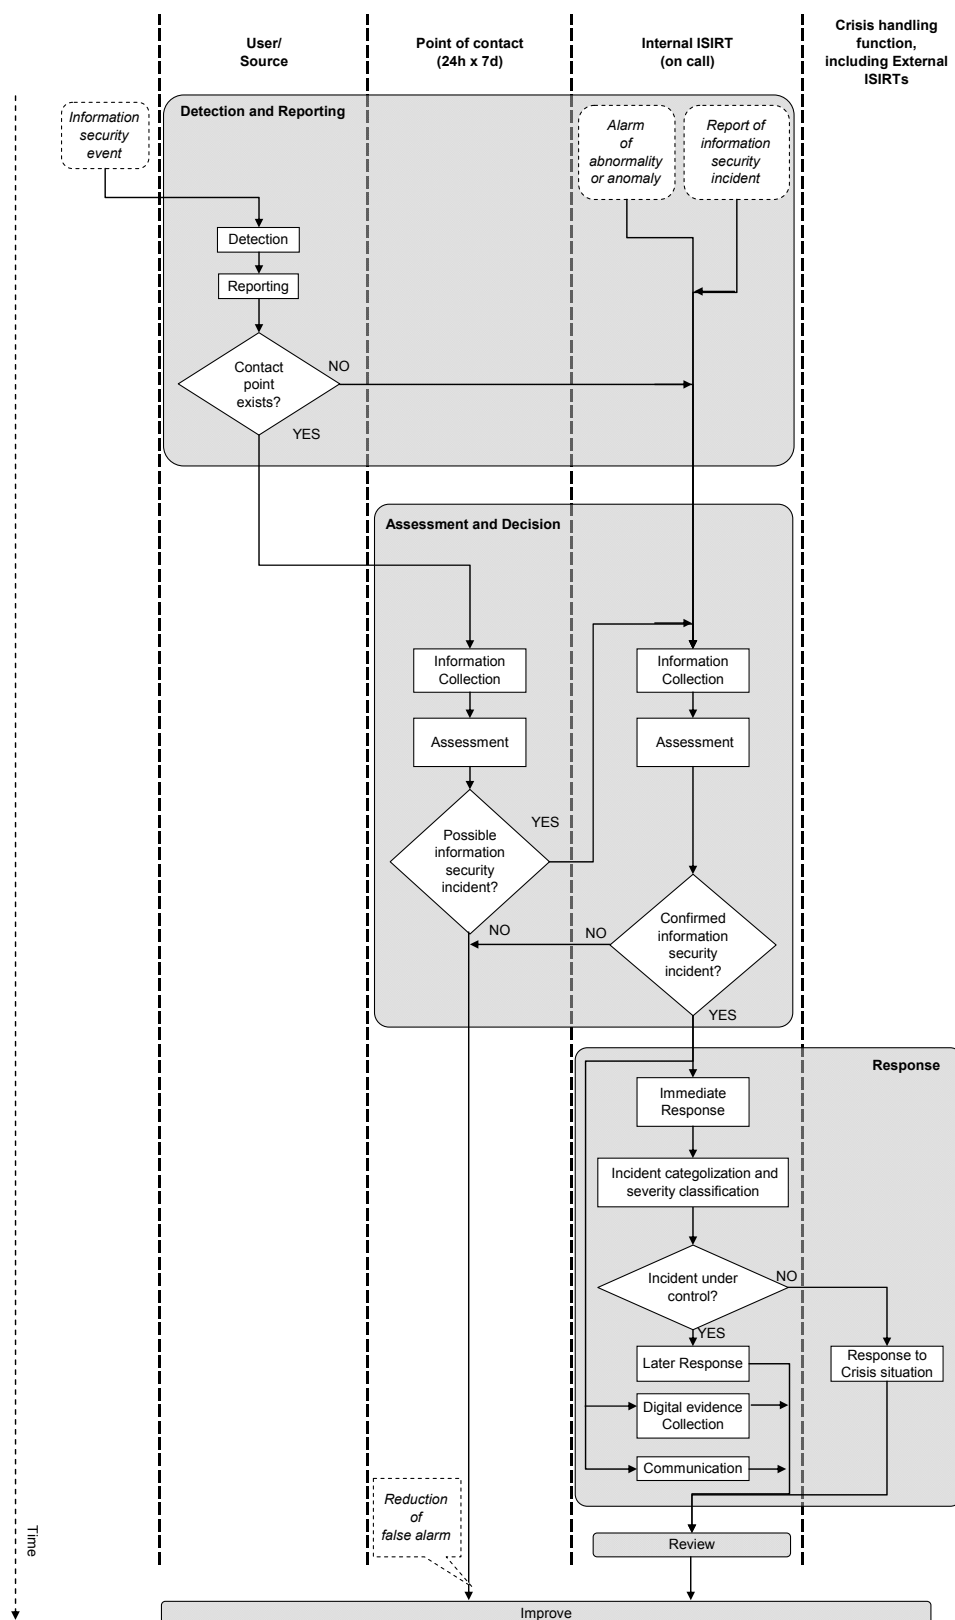 User/
Source
Point of contact
(24h x 7d)
Internal ISIRT
(on call)
Crisis handling
function,
including External
ISIRTs
Detection and Reporting
Information
security
event
Alarm
of
abnormality
or anomaly
Report of
information
security
incident
Detection
Reporting
Contact
point
exists?
NO
YES
Assessment and Decision
Information
Collection
Information
Collection
Assessment
Assessment
Possible
information
security
incident?
YES
NO
Confirmed
information
security
incident?
NO
YES
Response
Immediate
Response
Incident categolization and
severity classification
Incident under
control?
NO
YES
Later Response
Response to
Crisis situation
Digital evidence
Collection
Communication
Reduction
of
false alarm
Time
Review
Improve